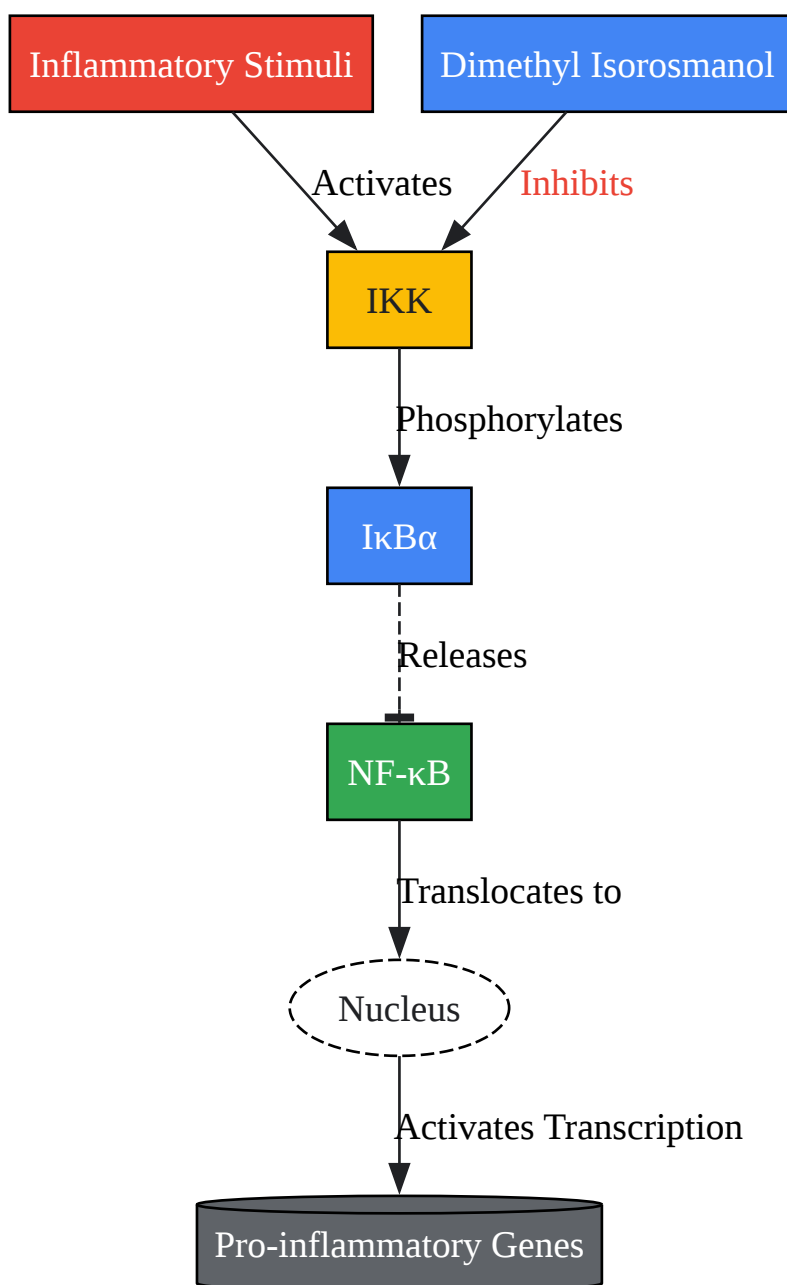 Inflammatory Stimuli
Dimethyl Isorosmanol
Activates
Inhibits
IKK
Phosphorylates
IκBα
Releases
NF-κB
Translocates to
Nucleus
Activates Transcription
Pro-inflammatory Genes